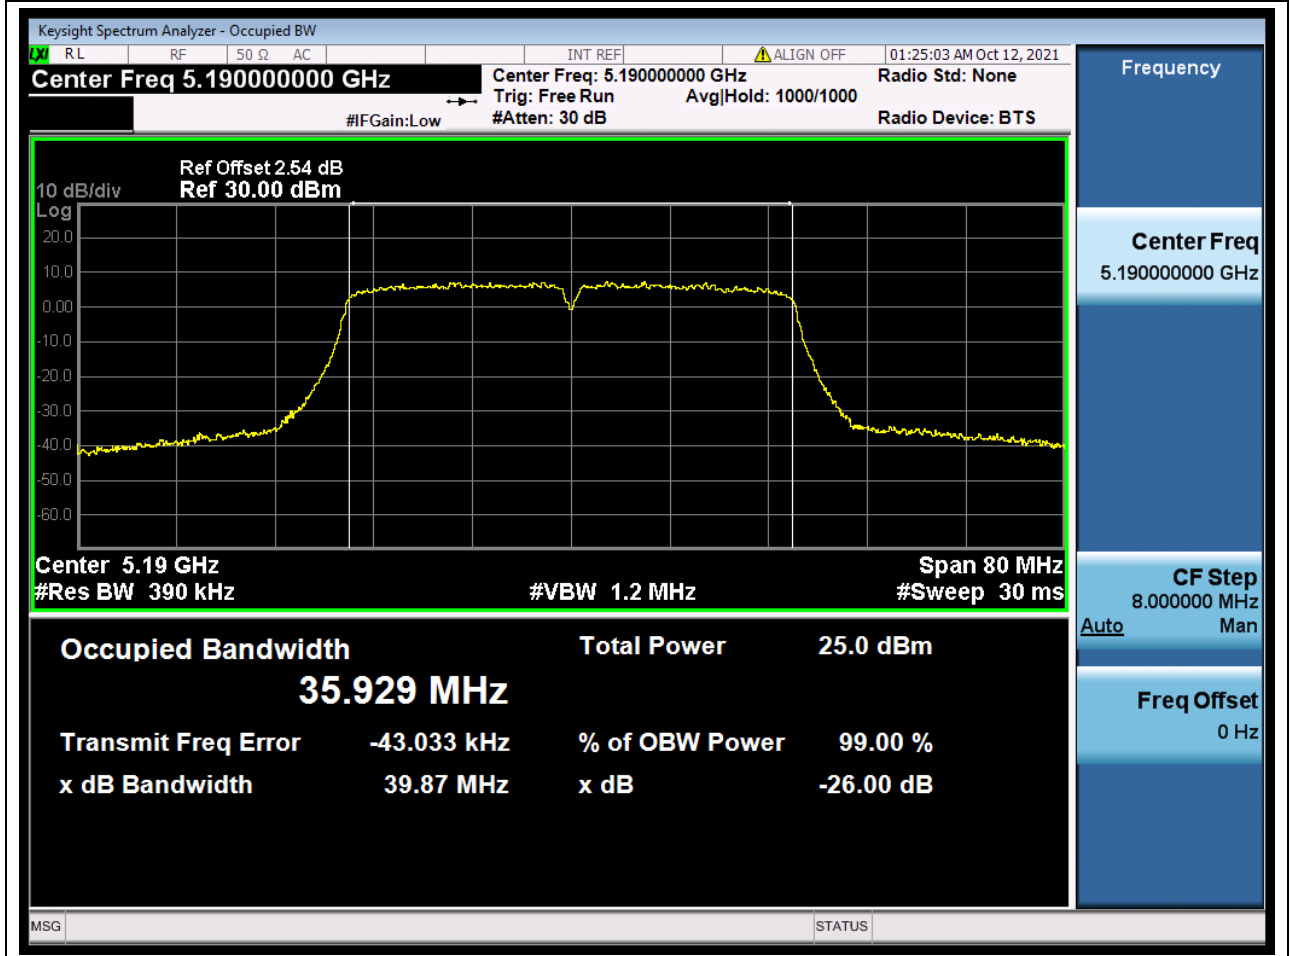 Keysight Spectrum Analyzer - Occupied BW
LXI RL RF 50 Ω AC INT REF ALIGN OFF 01:25:03 AM Oct 12, 2021
Center Freq 5.190000000 GHz
Center Freq: 5.190000000 GHz
Radio Std: None
Trig: Free Run Avg|Hold: 1000/1000
#IFGain:Low
#Atten: 30 dB
Radio Device: BTS
Ref Offset 2.54 dB
10 dB/div Ref 30.00 dBm
Log
20.0
10.0
0.00
-10.0
-20.0
-30.0
-40.0
-50.0
-60.0
Center 5.19 GHz Span 80 MHz
#Res BW 390 kHz #VBW 1.2 MHz #Sweep 30 ms
Occupied Bandwidth Total Power 25.0 dBm
35.929 MHz
Transmit Freq Error -43.033 kHz % of OBW Power 99.00 %
x dB Bandwidth 39.87 MHz x dB -26.00 dB
MSG STATUS
Frequency
Center Freq
5.190000000 GHz
CF Step
8.000000 MHz
Auto Man
Freq Offset
0 Hz